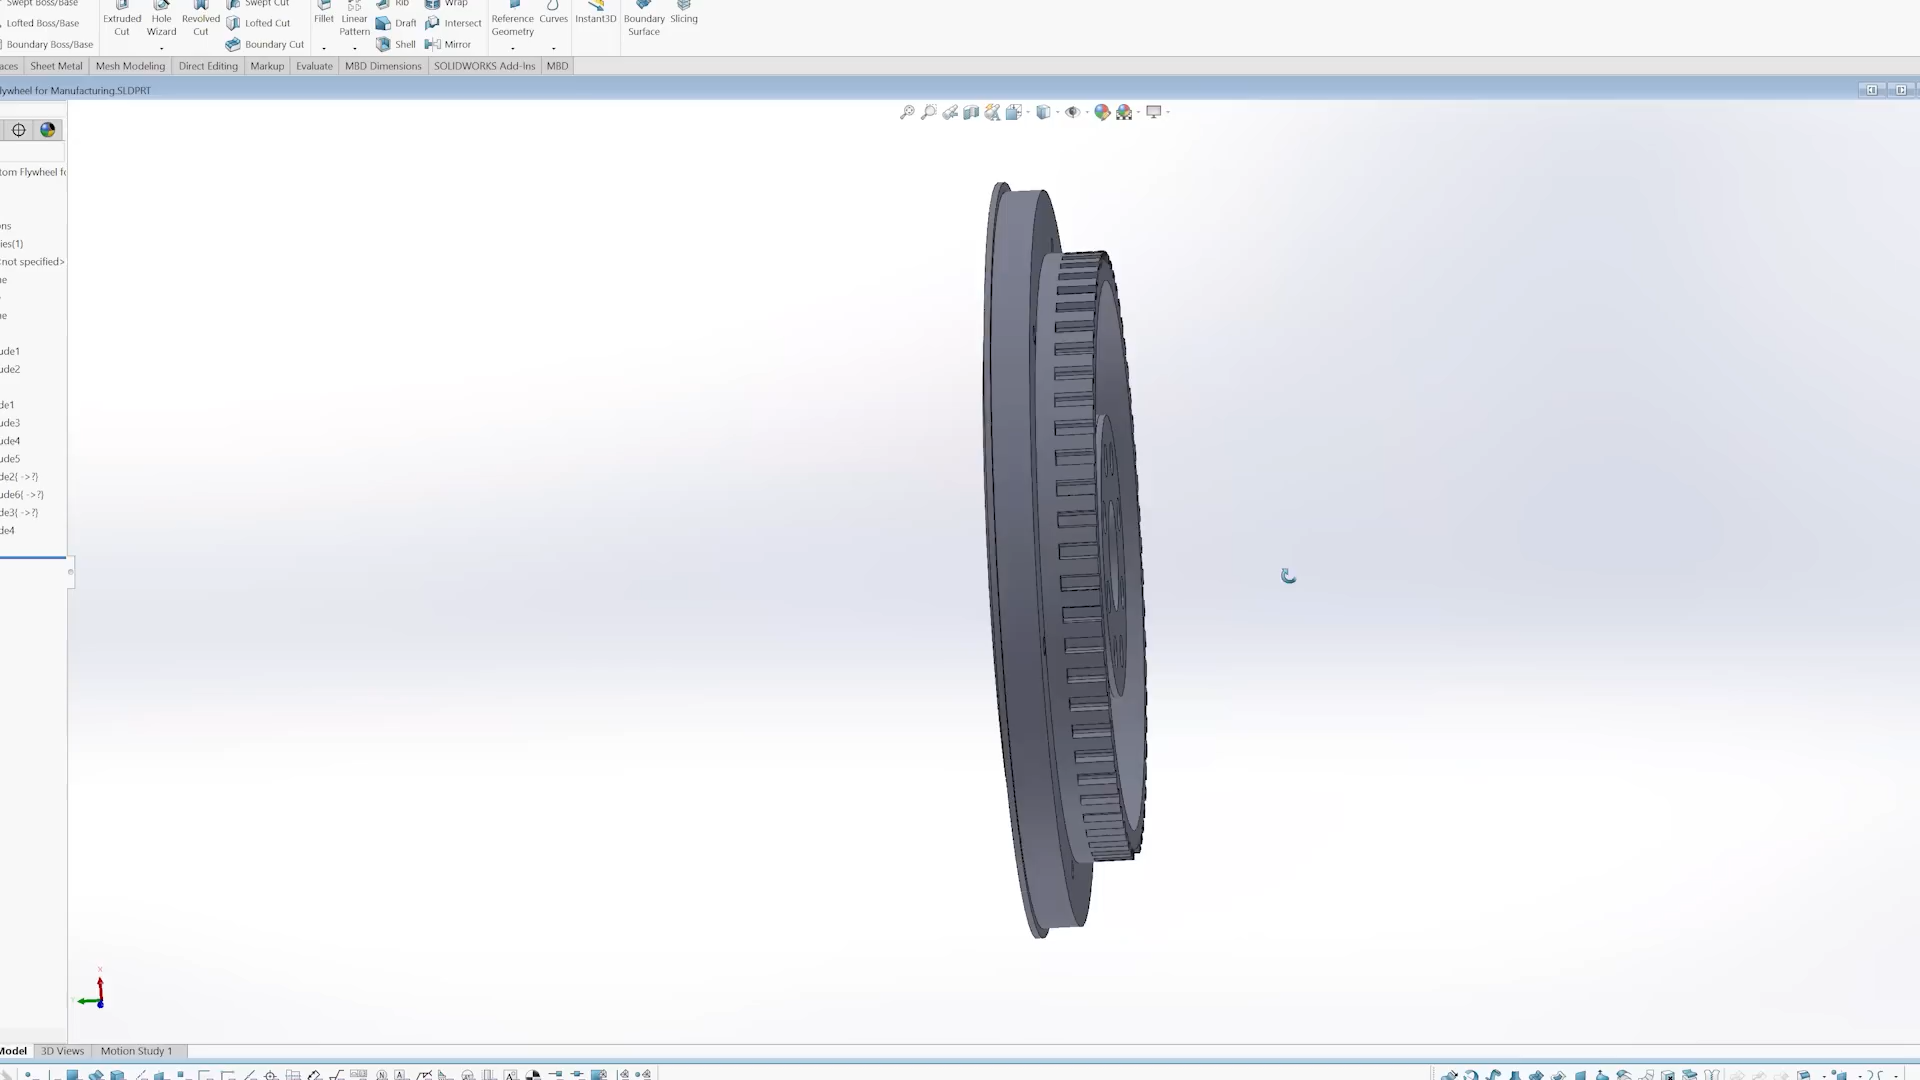 Swept Boss/Base
Lofted Boss/Base
Boundary Boss/Base
Extruded Cut
Hole Wizard
Revolved Cut
Swept Cut
Lofted Cut
Boundary Cut
Fillet
Linear Pattern
Rib
Draft
Shell
Wrap
Intersect
Mirror
Reference Geometry
Curves
Instant3D
Boundary Surface
Slicing
aces Sheet Metal Mesh Modeling Direct Editing Markup Evaluate MBD Dimensions SOLIDWORKS Add-Ins MBD
lywheel for Manufacturing.SLDPRT
tom Flywheel fo
ons
ies(1)
<not specified>
ne
ne
ude1
ude2
de1
ude3
ude4
ude5
de2{ ->?}
ude6{ ->?}
de3{ ->?}
de4
Model 3D Views Motion Study 1